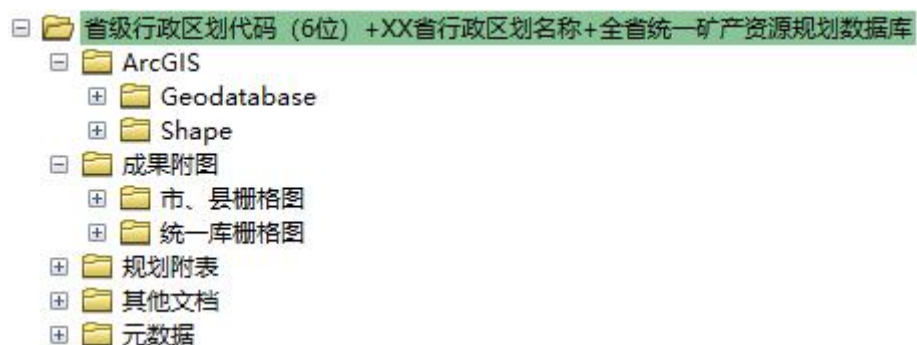 省级行政区划代码（6位）+XX省行政区划名称+全省统一矿产资源规划数据库
ArcGIS
Geodatabase
Shape
成果附图
市、县栅格图
统一库栅格图
规划附表
其他文档
元数据